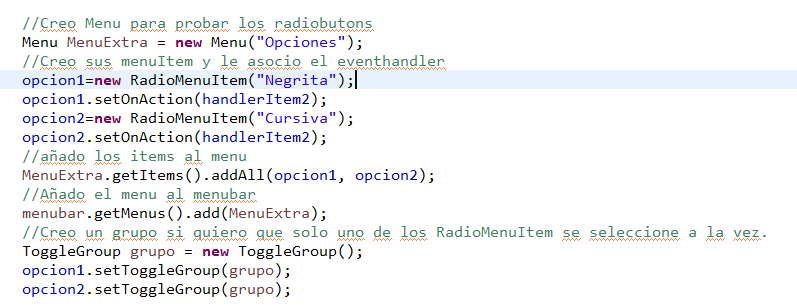 //Creo Menu para probar los radiobutons
Menu MenuExtra = new Menu("Opciones");
//Creo sus menuItem y le asocio el eventhandler
opcion1=new RadioMenuItem("Negrita");
opcion1.setOnAction(handlerItem2);
opcion2=new RadioMenuItem("Cursiva");
opcion2.setOnAction(handlerItem2);
//añado los items al menu
MenuExtra.getItems().addAll(opcion1, opcion2);
//Añado el menu al menubar
menubar.getMenus().add(MenuExtra);
//Creo un grupo si quiero que solo uno de los RadioMenuItem se seleccione a la vez.
ToggleGroup grupo = new ToggleGroup();
opcion1.setToggleGroup(grupo);
opcion2.setToggleGroup(grupo);